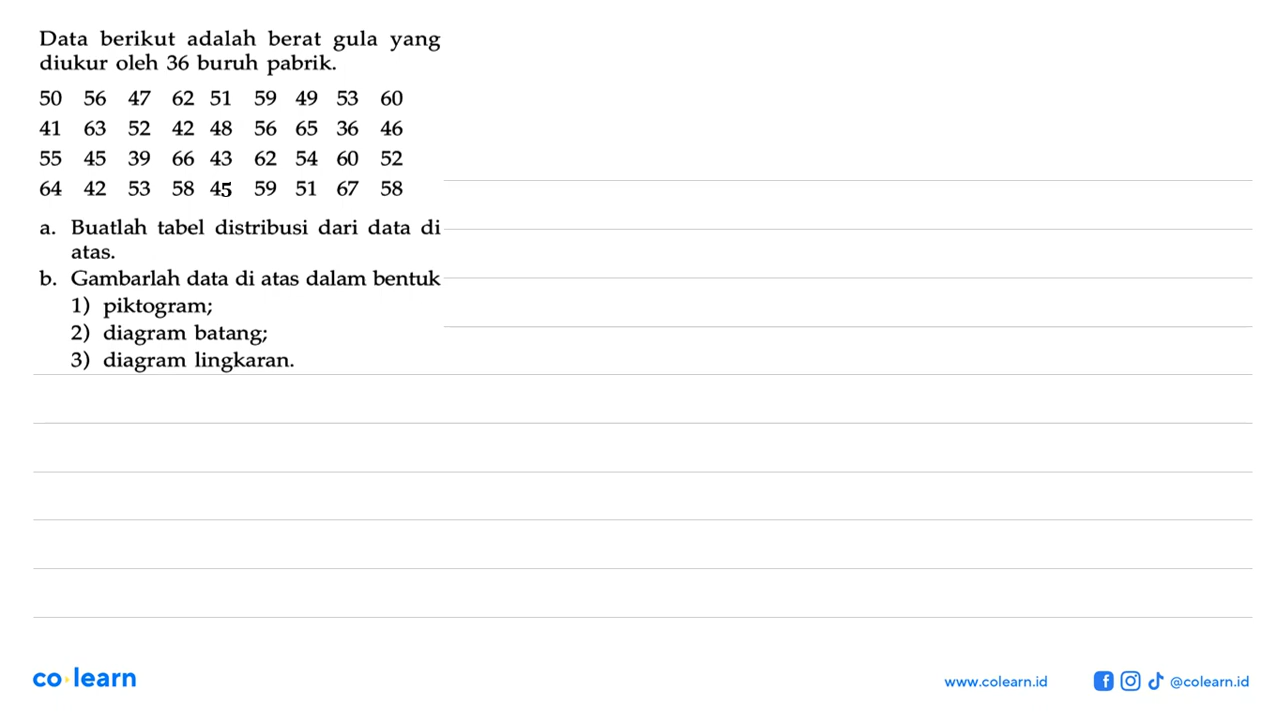 Data berikut adalah berat gula yang
diukur oleh 36 buruh pabrik.
50 56 47 62 51 59 49 53 60
41 63 52 42 48 56 65 36 46
55 45 39 66 43 62 54 60 52
64 42 53 58 45 59 51 67 58
a. Buatlah tabel distribusi dari data di
atas.
b. Gambarlah data di atas dalam bentuk
1) piktogram;
2) diagram batang;
3) diagram lingkaran.
co learn
www.colearn.id
@colearn.id